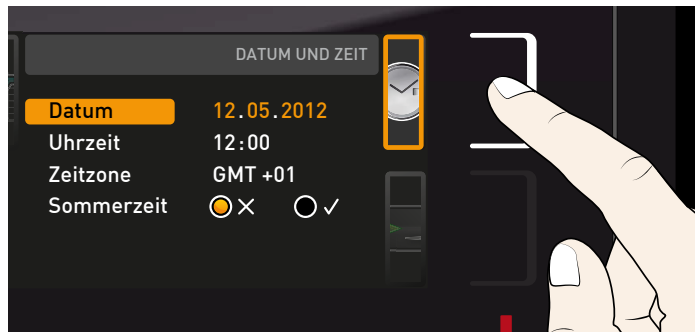 DATUM UND ZEIT
Datum 12.05.2012
Uhrzeit 12:00
Zeitzone GMT +01
Sommerzeit